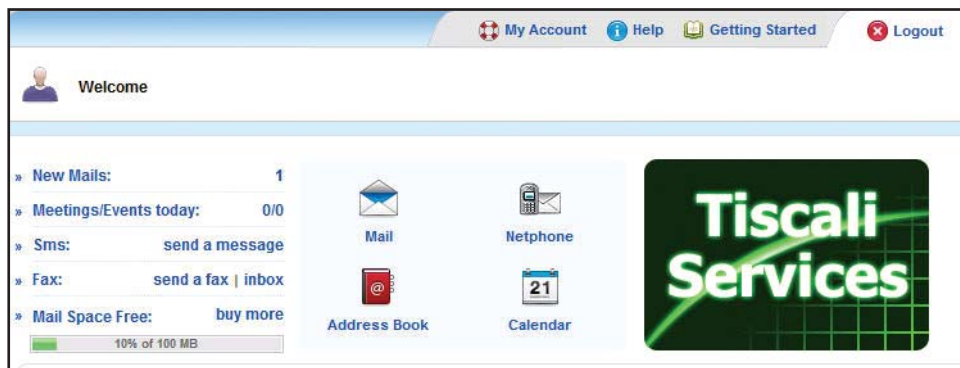 My Account Help Getting Started Logout
Welcome
» New Mails: 1
» Meetings/Events today: 0/0
» Sms: send a message
» Fax: send a fax | inbox
» Mail Space Free: buy more
10% of 100 MB
Mail Netphone
@ 21
Address Book Calendar
Tiscali
Services